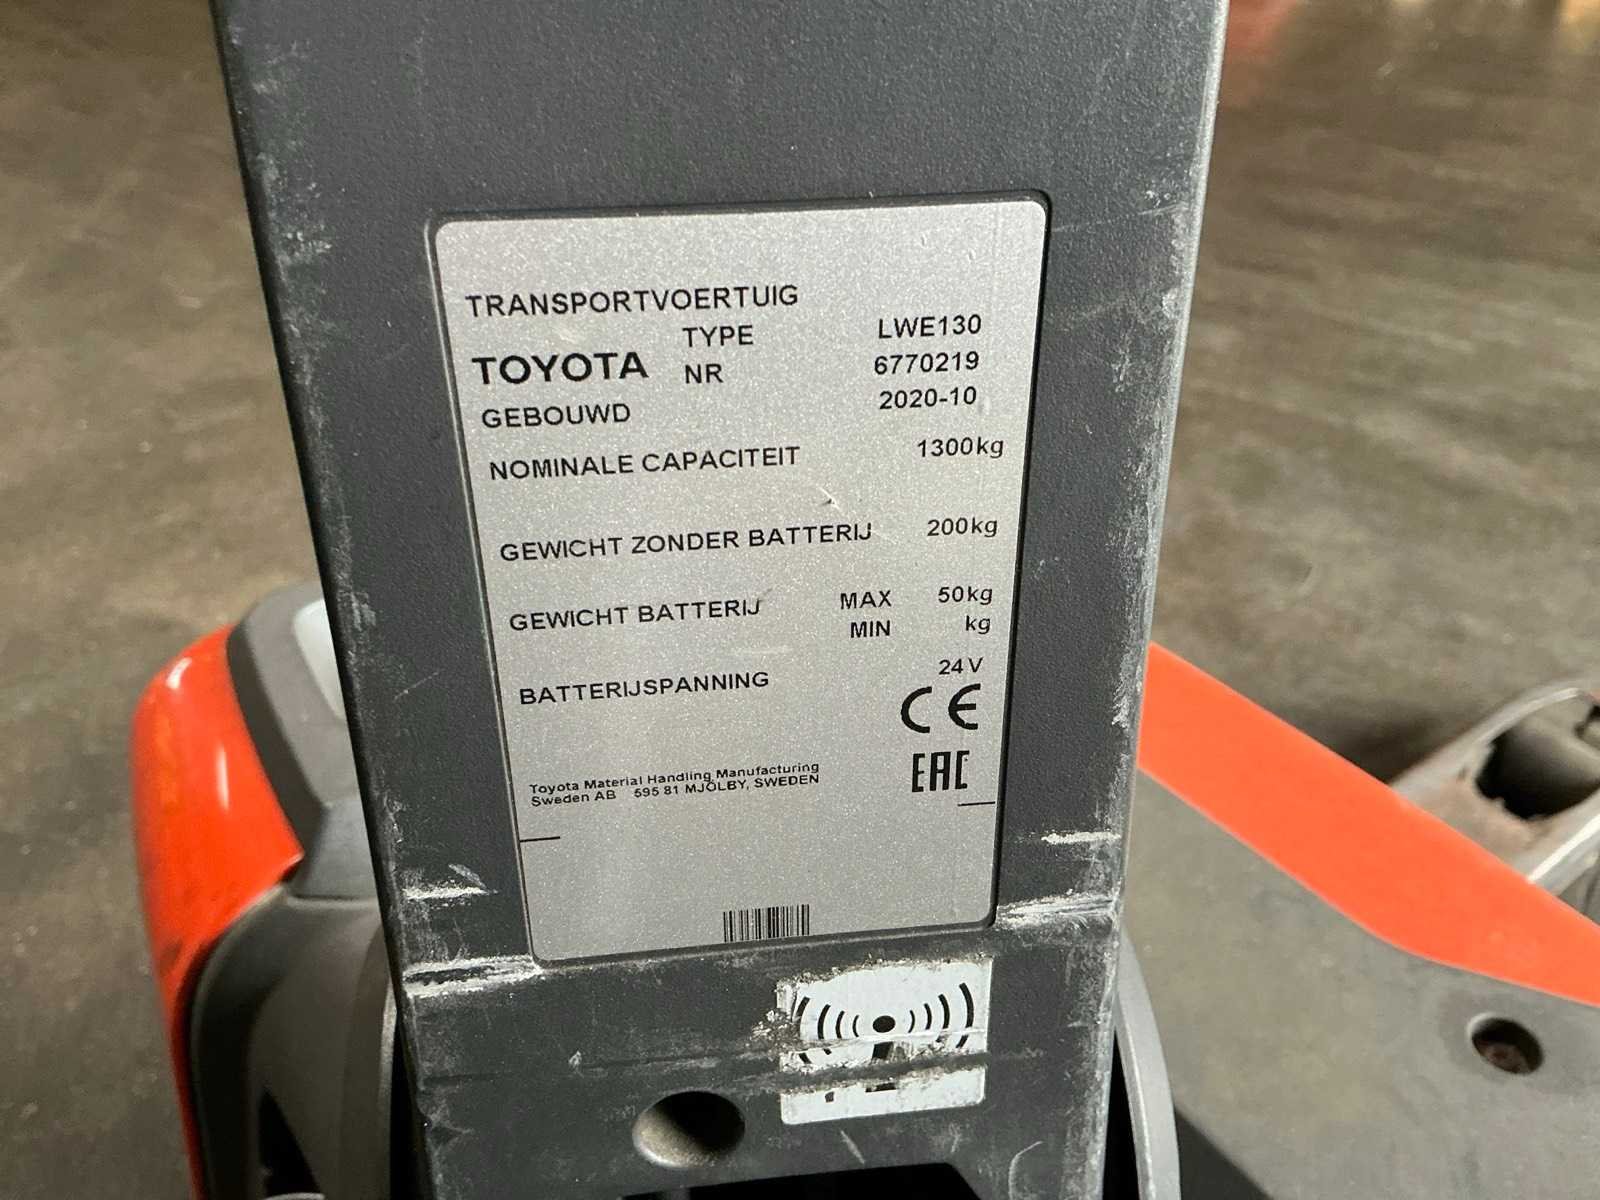 TRANSPORTVOERTUIG
TYPE LWE130
TOYOTA NR 6770219
GEBOUWD 2020-10
NOMINALE CAPACITEIT 1300kg
GEWICHT ZONDER BATTERIJ 200kg
GEWICHT BATTERIJ MAX 50kg
MIN kg
BATTERIJSPANNING 24V
CE
EAC
Toyota Material Handling Manufacturing
Sweden AB 595 81 MJÖLBY, SWEDEN